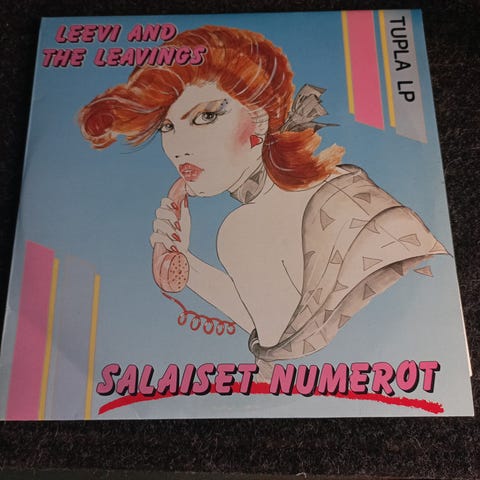 LEEVI AND
THE LEAVINGS
TUPLA LP
SALAISET NUMEROT